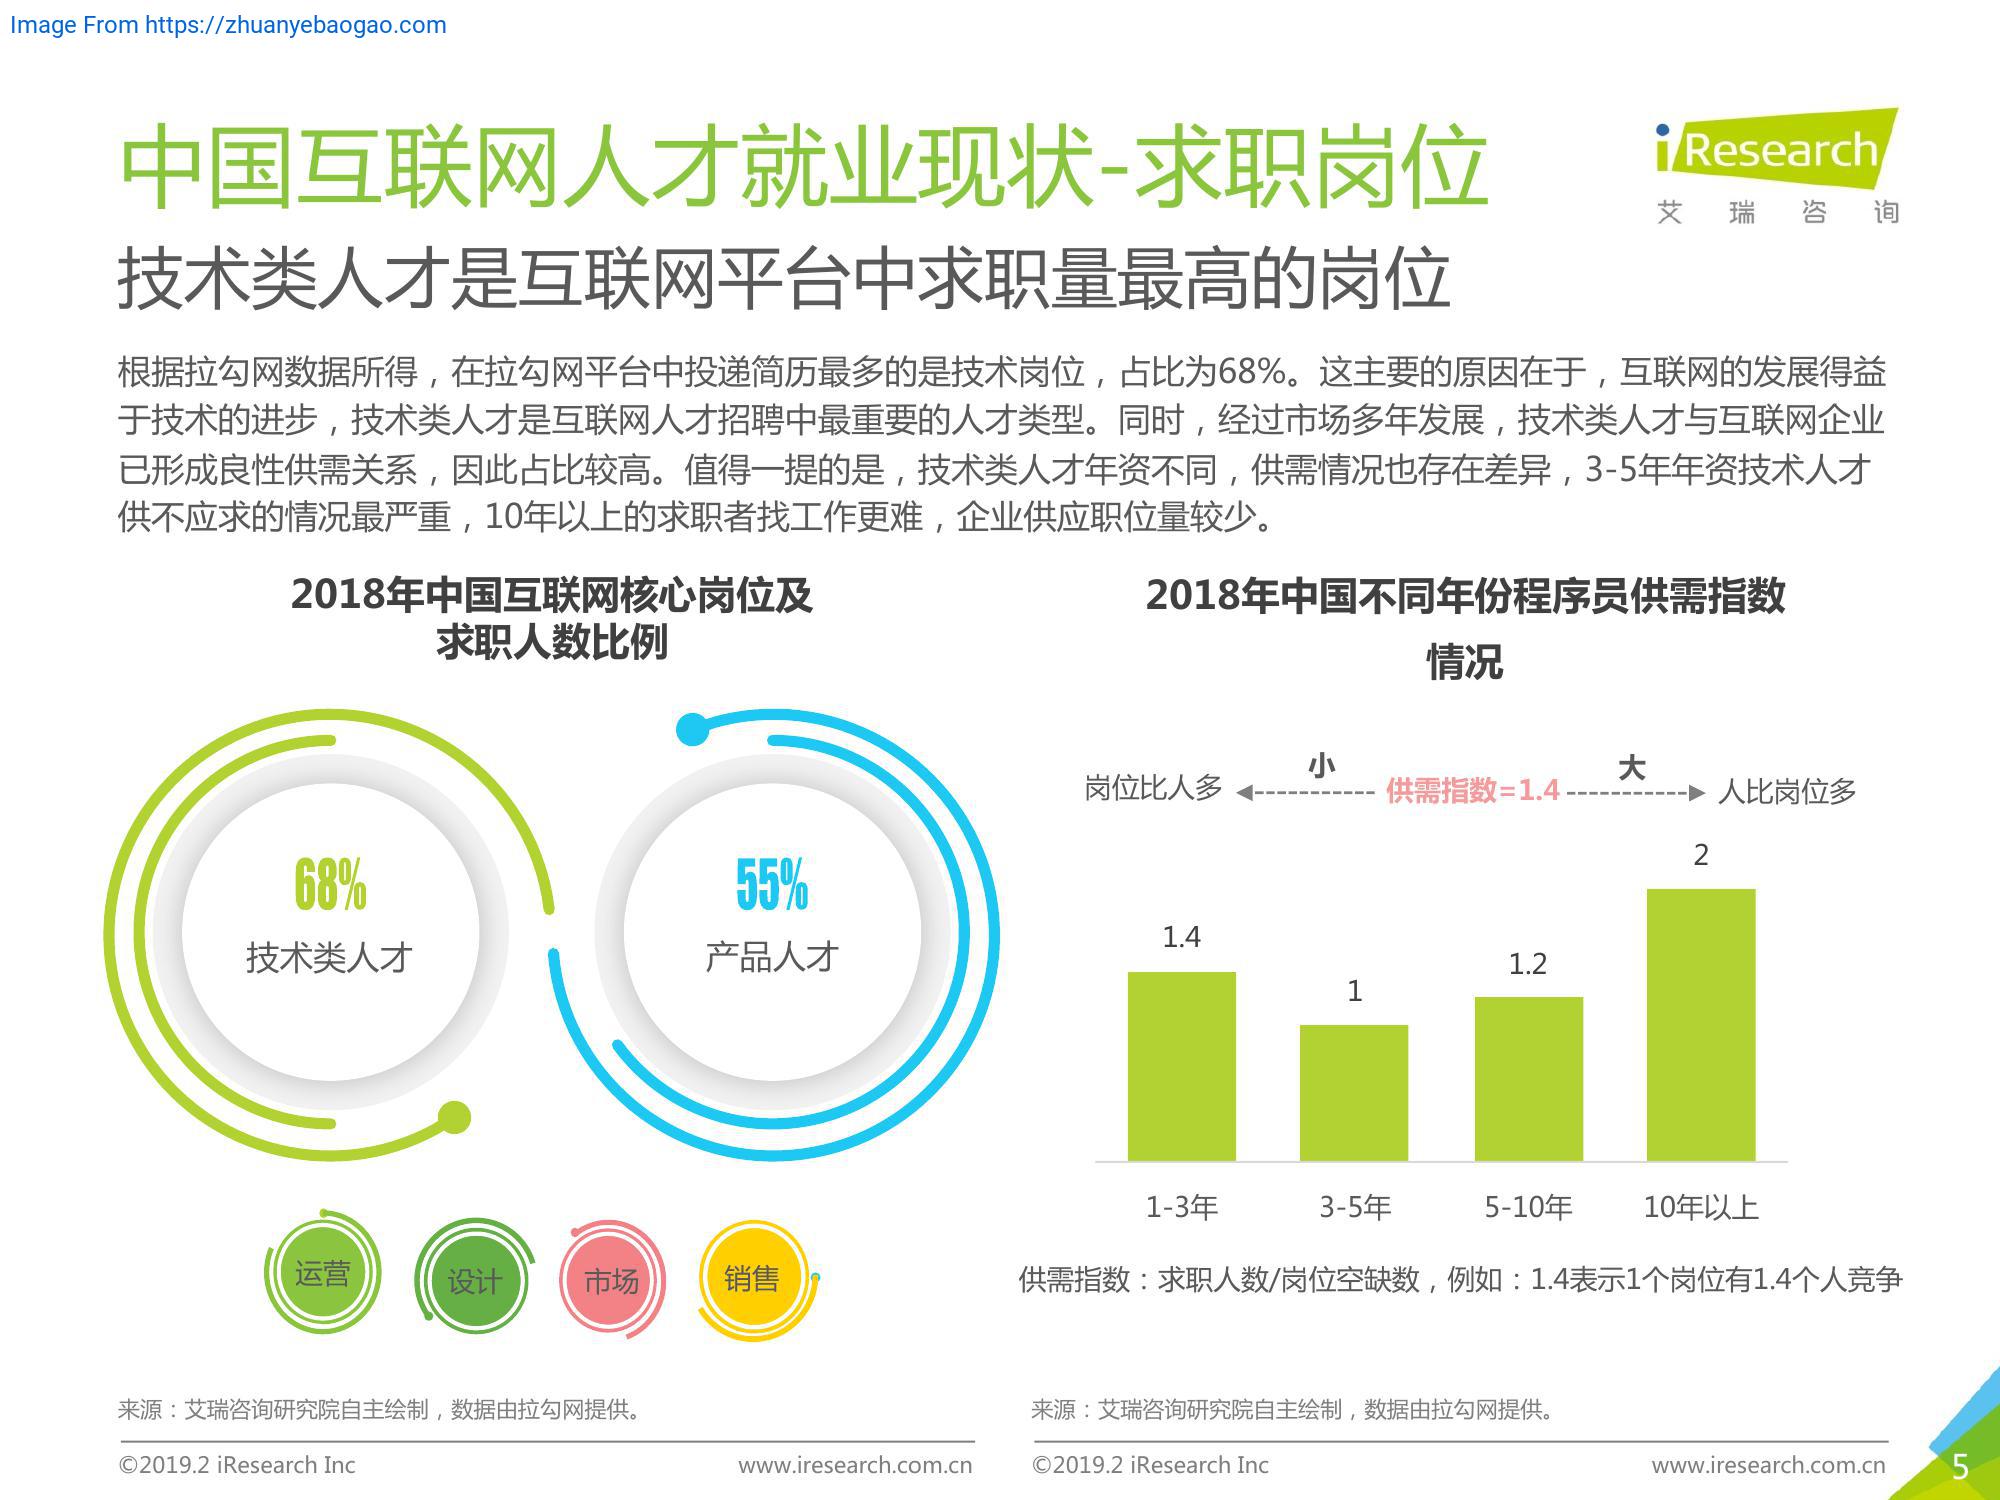 Image From https://zhuanyebaogao.com
中国互联网人才就业现状-求职岗位
iResearch
艾瑞咨询
技术类人才是互联网平台中求职量最高的岗位
根据拉勾网数据所得，在拉勾网平台中投递简历最多的是技术岗位，占比为68%。这主要的原因在于，互联网的发展得益
于技术的进步，技术类人才是互联网人才招聘中最重要的人才类型。同时，经过市场多年发展，技术类人才与互联网企业
已形成良性供需关系，因此占比较高。值得一提的是，技术类人才年资不同，供需情况也存在差异，3-5年年资技术人才
供不应求的情况最严重，10年以上的求职者找工作更难，企业供应职位量较少。
2018年中国互联网核心岗位及
求职人数比例
68%
技术类人才
55%
产品人才
运营
设计
市场
销售
来源：艾瑞咨询研究院自主绘制，数据由拉勾网提供。
©2019.2 iResearch Inc
www.iresearch.com.cn
2018年中国不同年份程序员供需指数
情况
岗位比人多
小
供需指数=1.4
大
人比岗位多
1.4
1
1.2
2
1-3年
3-5年
5-10年
10年以上
供需指数：求职人数/岗位空缺数，例如：1.4表示1个岗位有1.4个人竞争
来源：艾瑞咨询研究院自主绘制，数据由拉勾网提供。
©2019.2 iResearch Inc
www.iresearch.com.cn
5